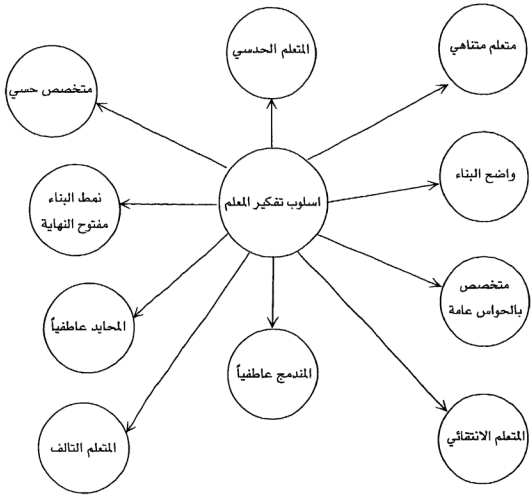 متعلم متناهي
المتعلم الحدسي
متخصص حسي
واضح البناء
اسلوب تفكير المعلم
نمط البناء
مفتوح النهاية
متخصص
بالحواس عامة
المحايد عاطفياً
المندمج عاطفياً
المتعلم الانتقائي
المتعلم التالف